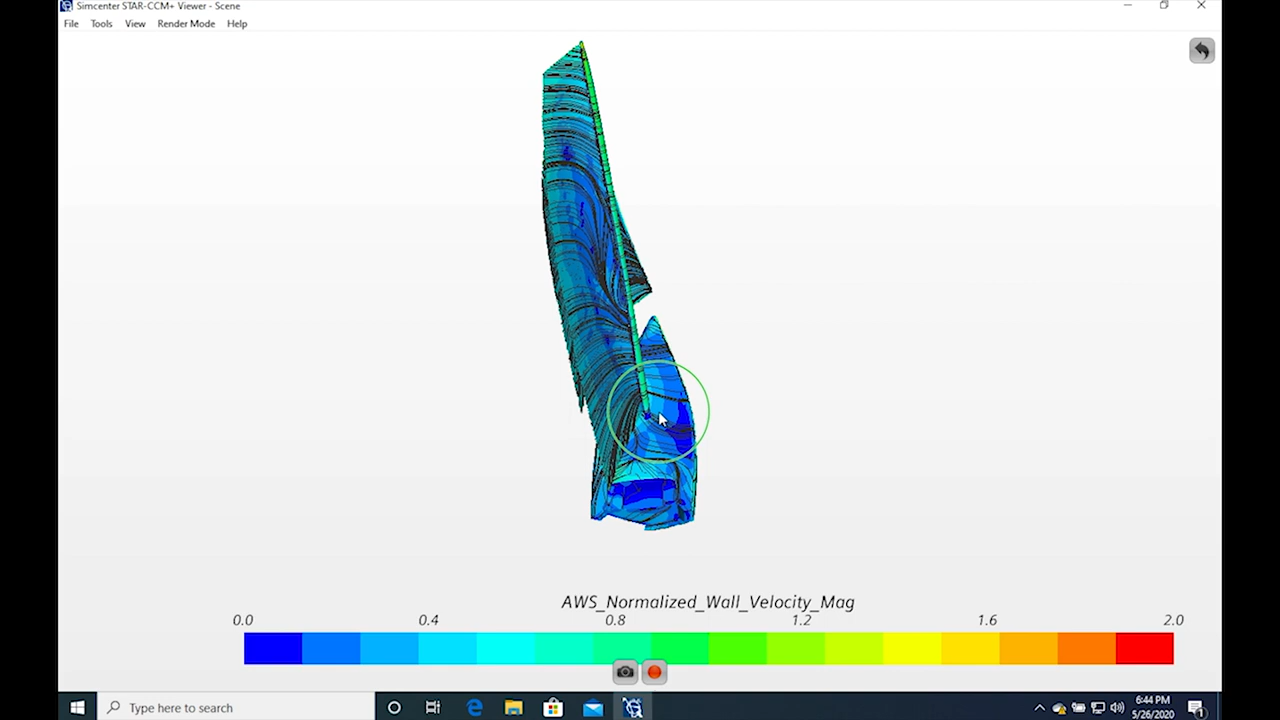 Simcenter STAR-CCM+ Viewer - Scene
File Tools View Render Mode Help
AWS_Normalized_Wall_Velocity_Mag
0.0 0.4 0.8 1.2 1.6 2.0
Type here to search
6:44 PM
5/26/2020
1